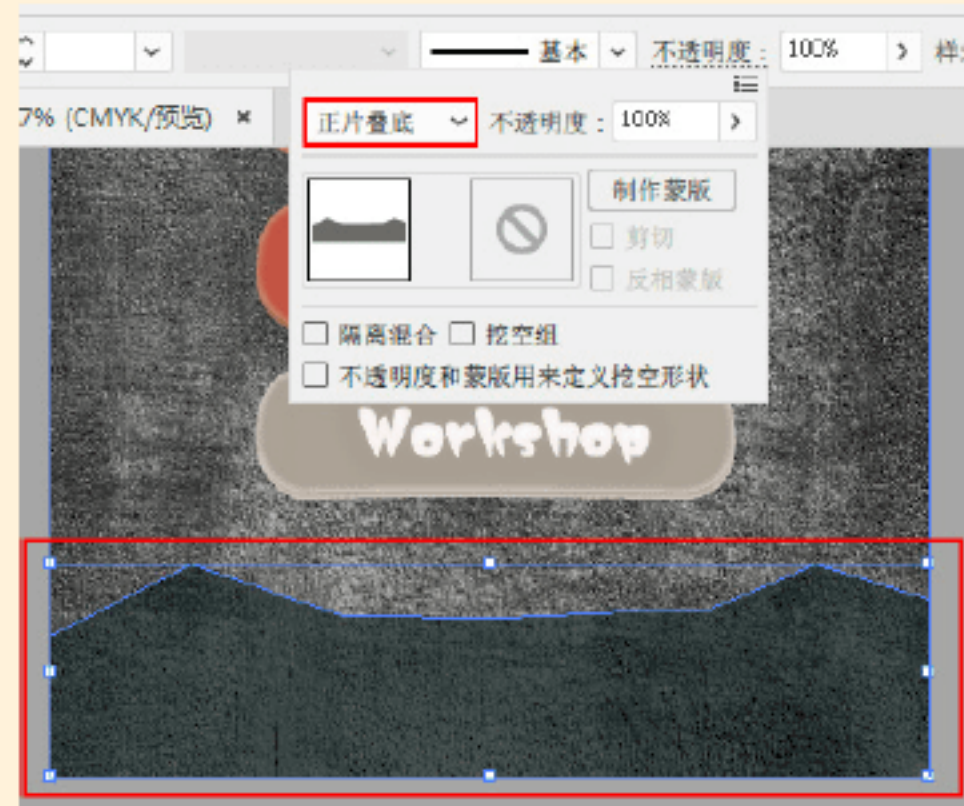 基本 不透明度： 100% 样
7% (CMYK/预览) ×
正片叠底 不透明度： 100%
制作蒙版
剪切
反相蒙版
隔离混合 挖空组
不透明度和蒙版用来定义挖空形状
Workshop